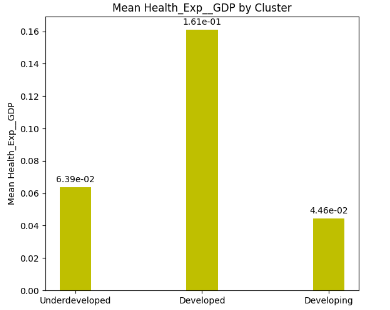 Mean Health_Exp__GDP by Cluster
1.61e-01
0.16
0.14
0.12
0.10
0.08
6.39e-02
0.06
4.46e-02
0.04
0.02
0.00
Mean Health_Exp__GDP
Underdeveloped
Developed
Developing